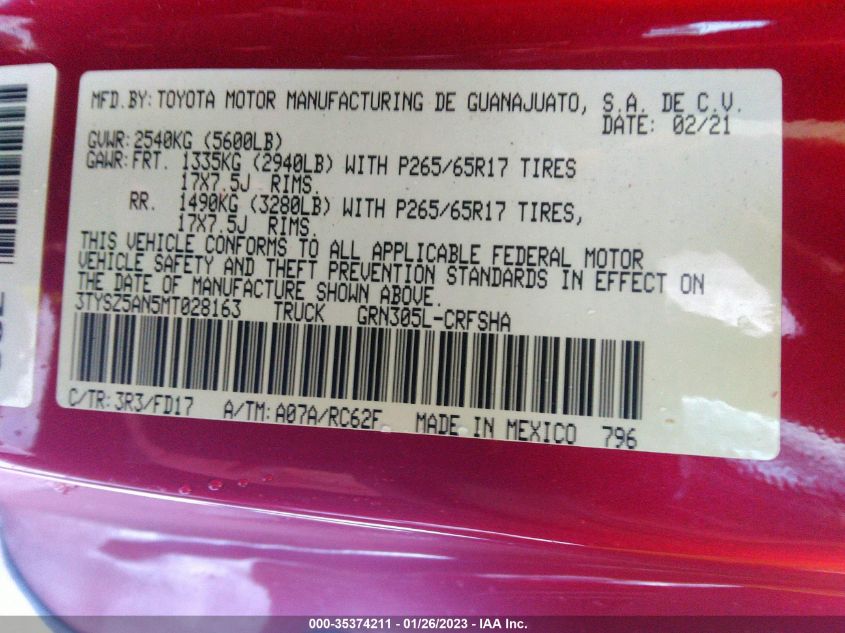 MFD.BY: TOYOTA MOTOR MANUFACTURING DE GUANAJUATO, S.A. DE C.V.
DATE: 02/21
GVWR: 2540KG (5600LB)
GAWR: FRT. 1335KG (2940LB) WITH P265/65R17 TIRES
17X7.5J RIMS.
RR. 1490KG (3280LB) WITH P265/65R17 TIRES,
17X7.5J RIMS.
THIS VEHICLE CONFORMS TO ALL APPLICABLE FEDERAL MOTOR
VEHICLE SAFETY AND THEFT PREVENTION STANDARDS IN EFFECT ON
THE DATE OF MANUFACTURE SHOWN ABOVE.
3TYSZ5AN5MT028163 TRUCK GRN305L-CRFSHA
C/TR: 3R3/FD17 A/TM: A07A/RC62F MADE IN MEXICO 796
000-35374211 - 01/26/2023 - IAA Inc.